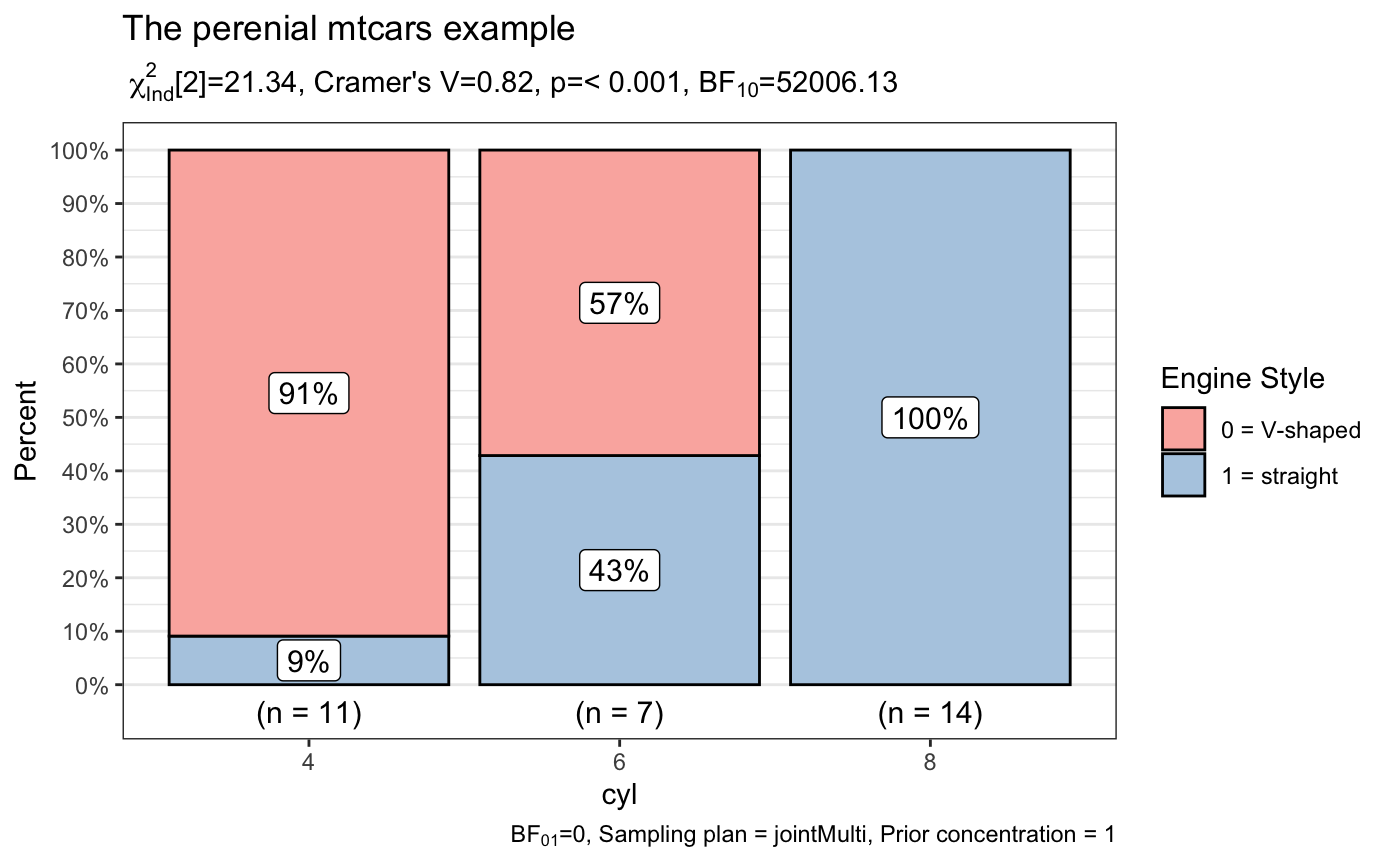 The perenial mtcars example
χ²Ind[2]=21.34, Cramer's V=0.82, p=< 0.001, BF₁₀=52006.13
100%
90%
80%
70%
60%
50%
40%
30%
20%
10%
0%
Percent
91%
9%
57%
43%
100%
(n = 11)
(n = 7)
(n = 14)
4
6
8
cyl
Engine Style
0 = V-shaped
1 = straight
BF₀₁=0, Sampling plan = jointMulti, Prior concentration = 1